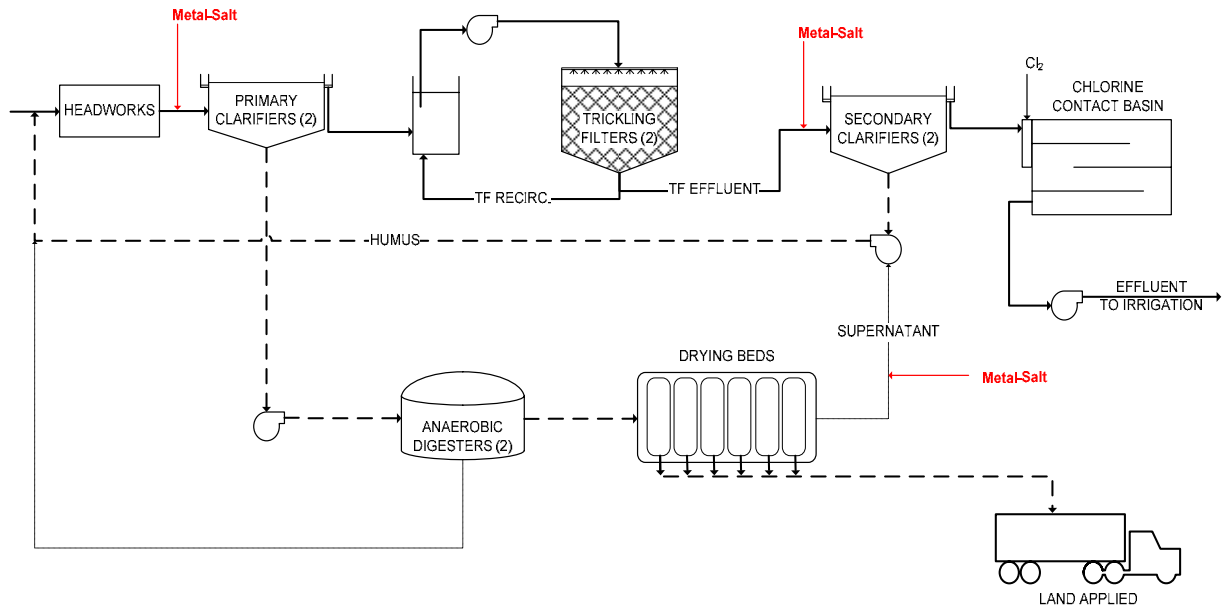 Metal-Salt
HEADWORKS
PRIMARY
CLARIFIERS (2)
TRICKLING
FILTERS (2)
TF RECIRC.
TF EFFLUENT
Metal-Salt
SECONDARY
CLARIFIERS (2)
Cl₂
CHLORINE
CONTACT BASIN
HUMUS
EFFLUENT
TO IRRIGATION
SUPERNATANT
Metal-Salt
DRYING BEDS
ANAEROBIC
DIGESTERS (2)
LAND APPLIED